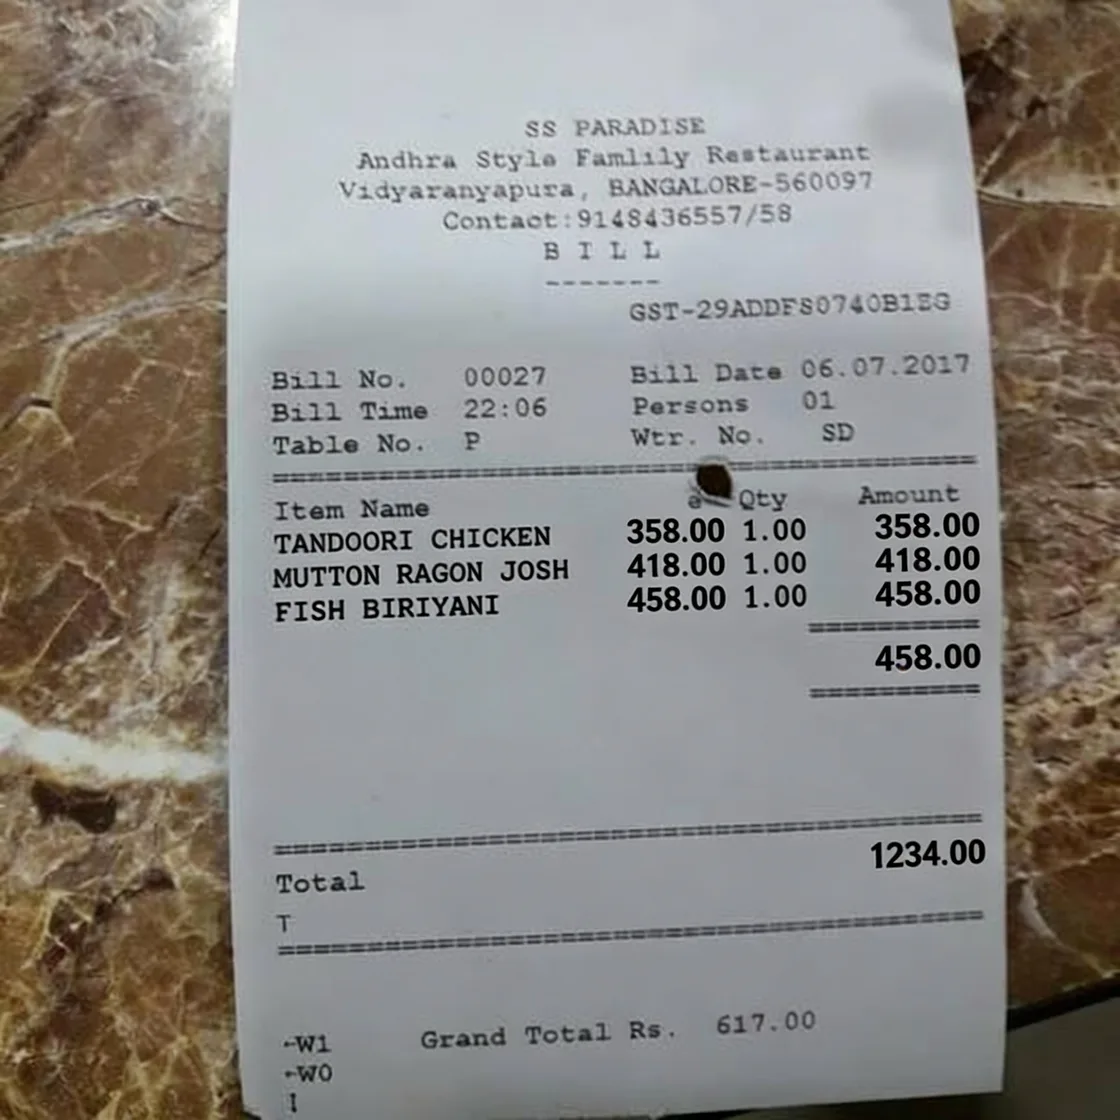 SS PARADISE
Andhra Style Famlily Restaurant
Vidyaranyapura, BANGALORE-560097
Contact:9148436557/58
B I L L
-------
GST-29ADDFS0740B1EG
Bill No. 00027 Bill Date 06.07.2017
Bill Time 22:06 Persons 01
Table No. P Wtr. No. SD
Item Name e Qty Amount
TANDOORI CHICKEN 358.00 1.00 358.00
MUTTON RAGON JOSH 418.00 1.00 418.00
FISH BIRIYANI 458.00 1.00 458.00
458.00
1234.00
Total
T
Grand Total Rs. 617.00
←W1
←W0
I